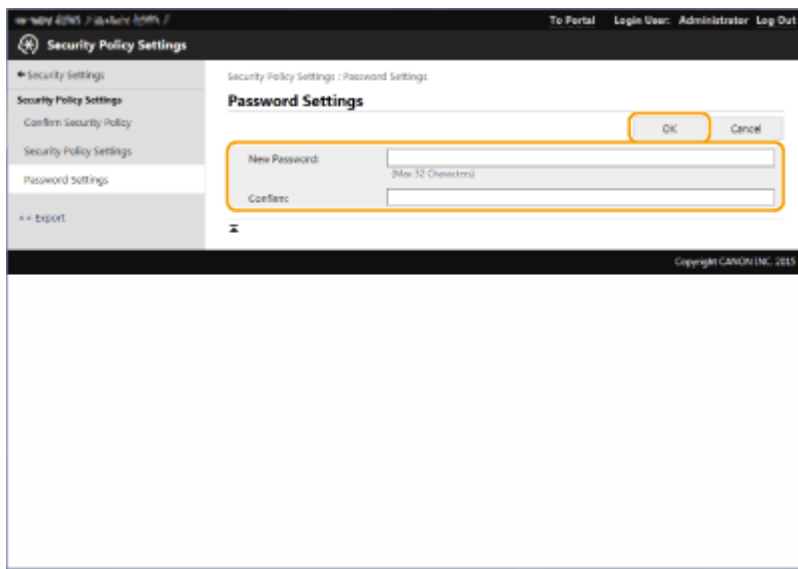 To Portal Login User: Administrator Log Out
Security Policy Settings
Security Settings
Security Policy Settings
Confirm Security Policy
Security Policy Settings
Password Settings
Export
Security Policy Settings : Password Settings
Password Settings
OK Cancel
New Password:
(Max 32 Characters)
Confirm:
Copyright CANON INC. 2015